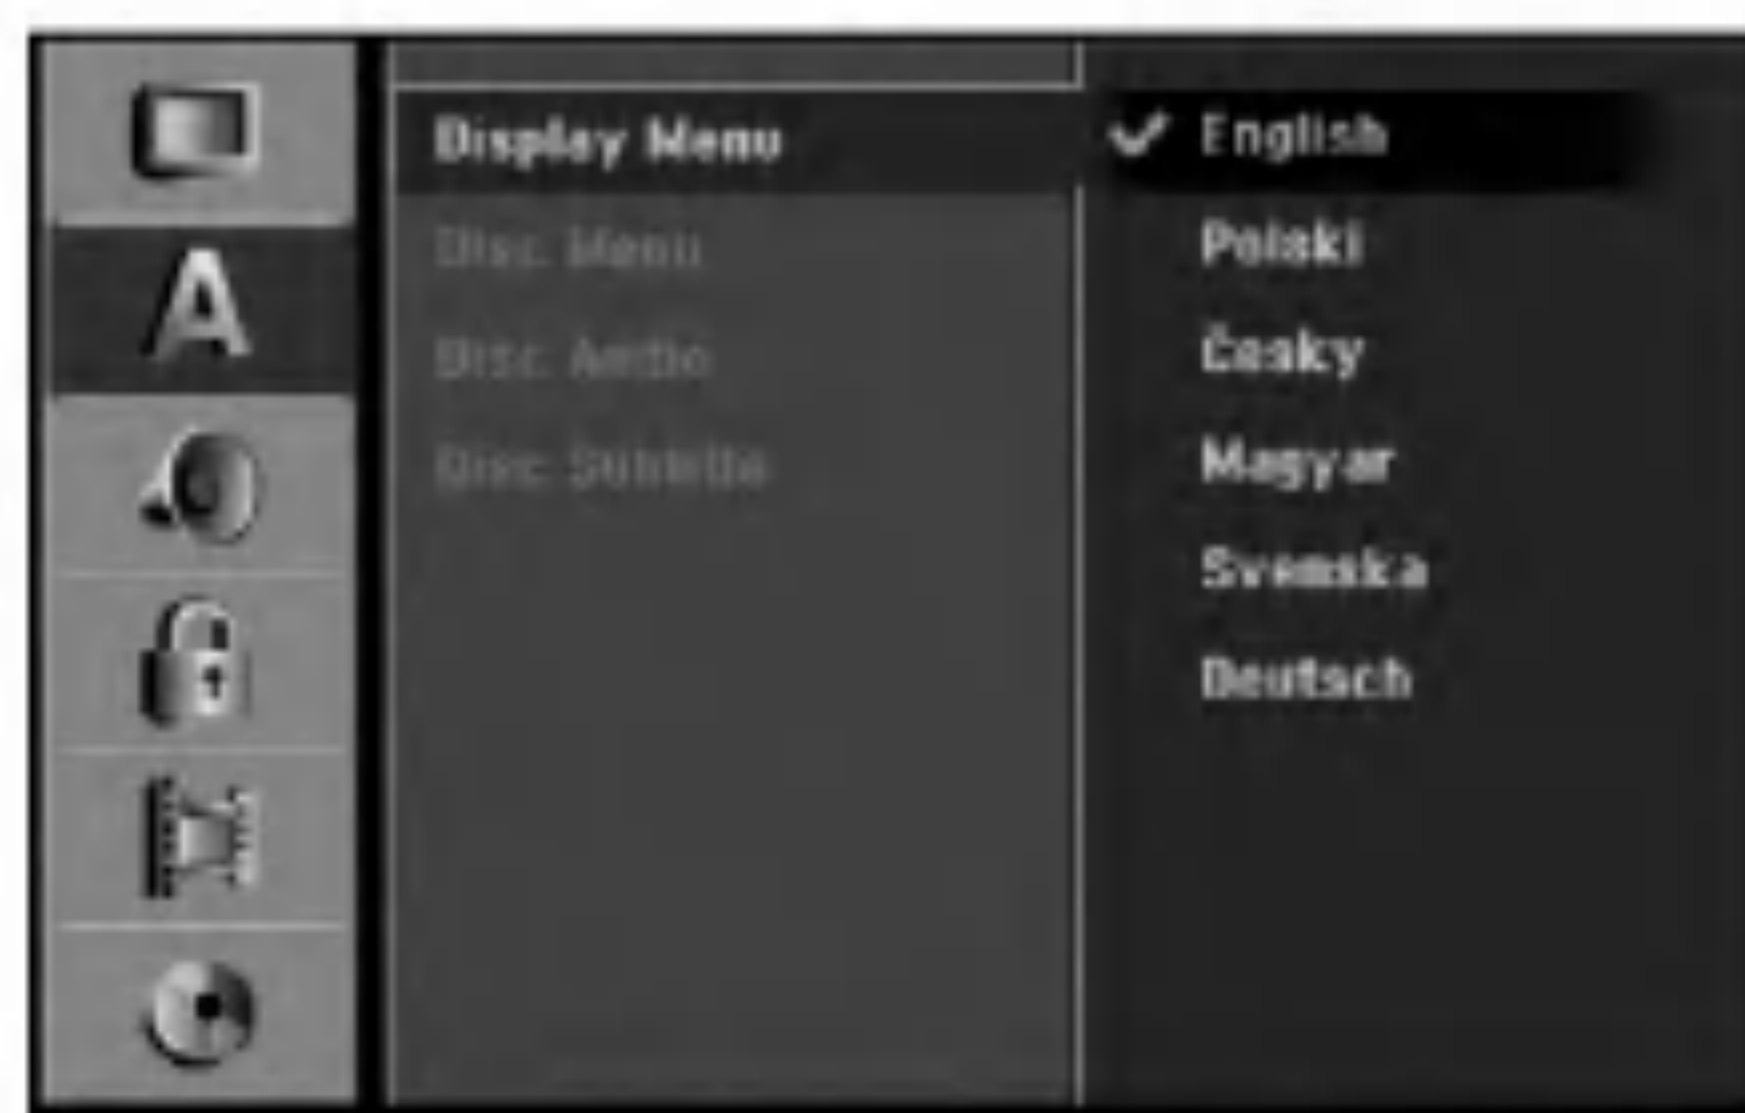 A
Display Menu
Disc Menu
Disc Audio
Disc Subtitle
English
Polski
Česky
Magyar
Svenska
Deutsch